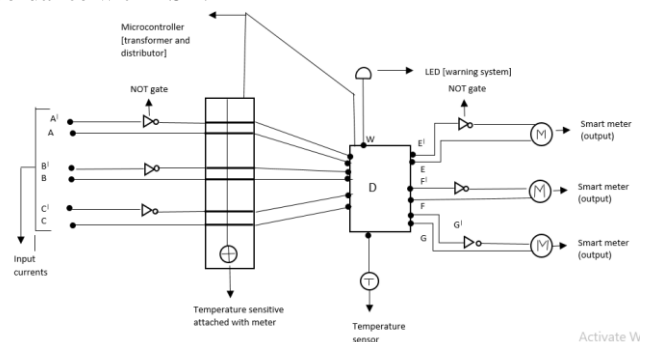 Microcontroller
[transformer and
distributor]
LED [warning system]
NOT gate
NOT gate
A|
A
B|
B
C|
C
Input
currents
W
D
E|
E
F|
F
G|
G
M
Smart meter
(output)
M
Smart meter
(output)
M
Smart meter
(output)
T
Temperature sensitive
attached with meter
Temperature
sensor
Activate W